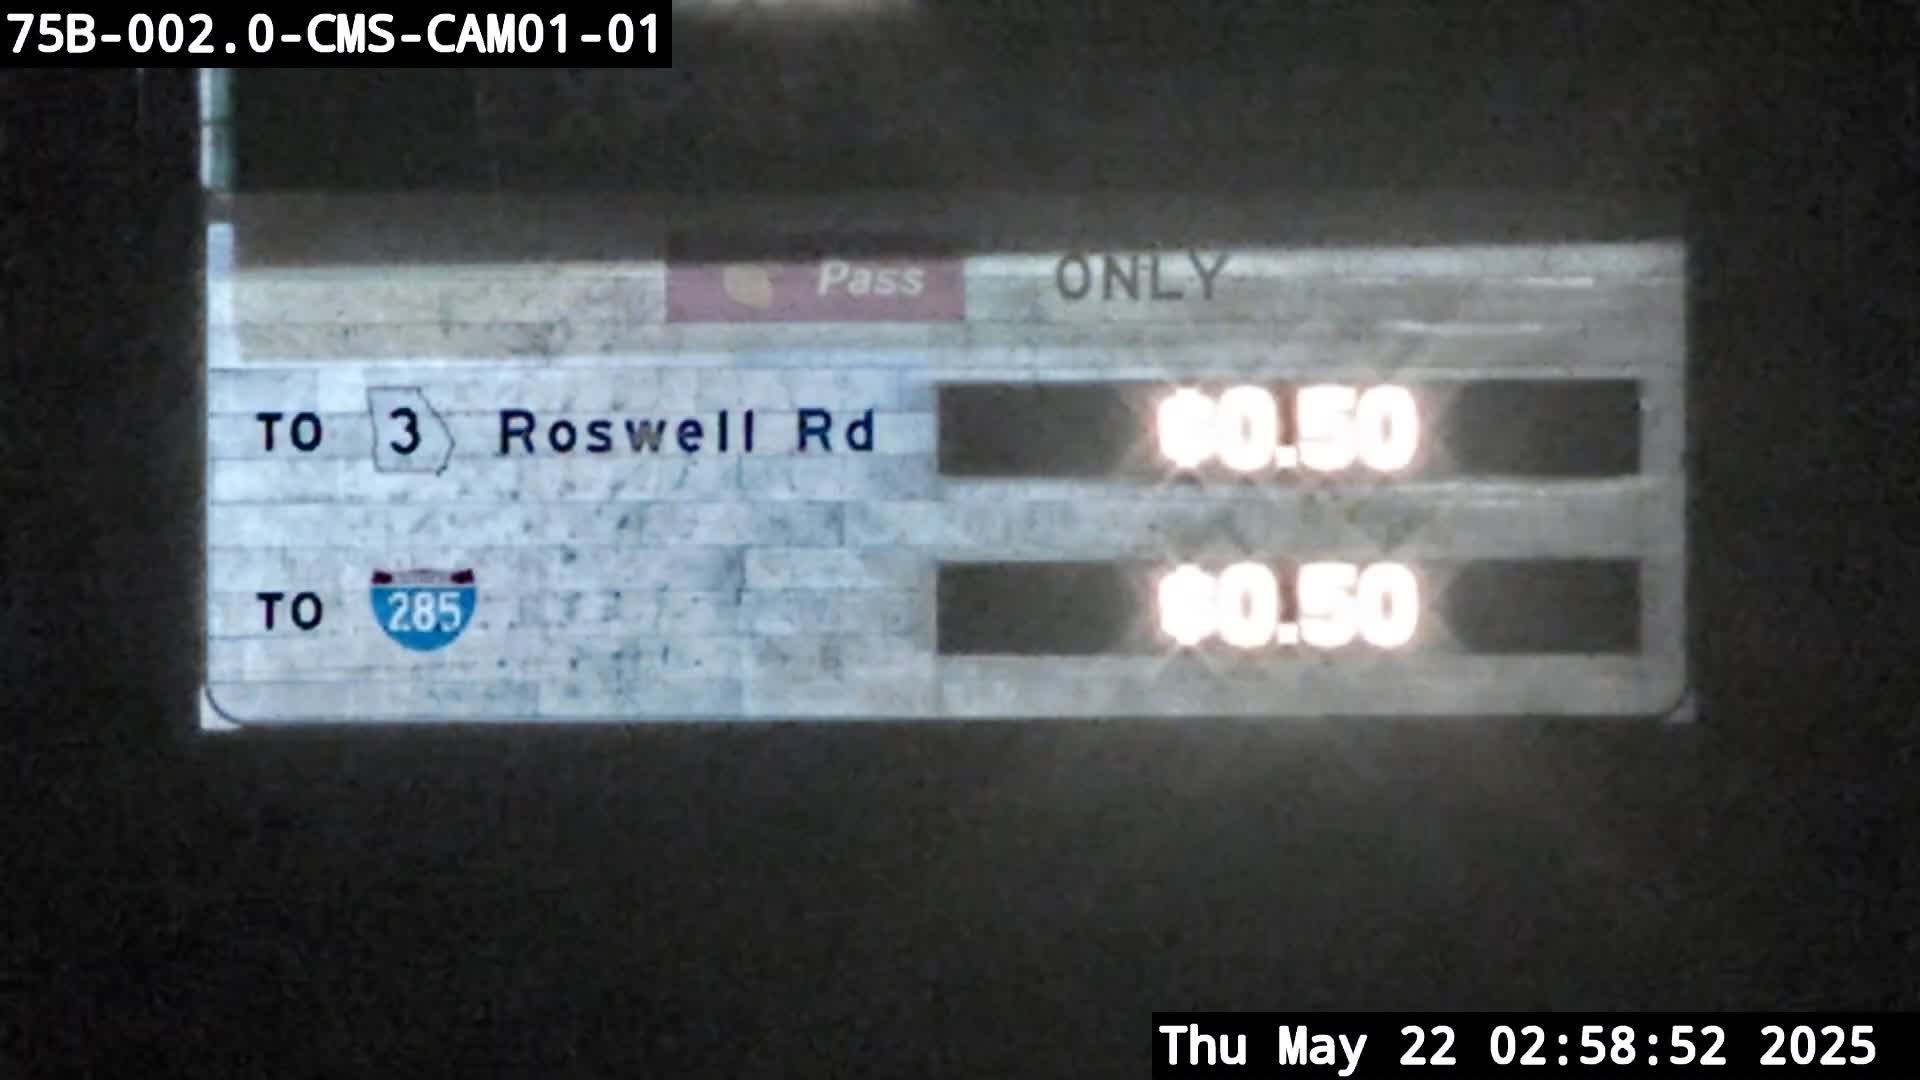 75B-002.0-CMS-CAM01-01
Pass ONLY
TO 3 Roswell Rd $0.50
TO 285 $0.50
Thu May 22 02:58:52 2025